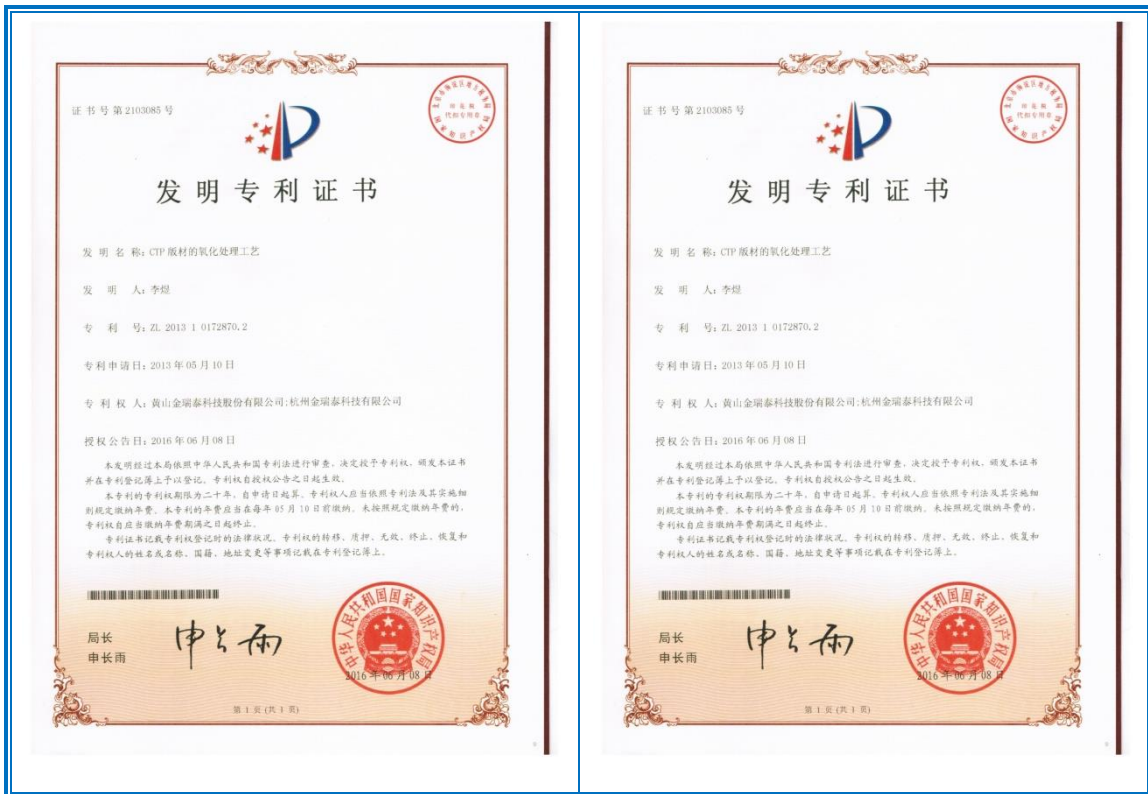 证书号第2103085号
发明专利证书
发明名称：CTP版材的氧化处理工艺
发明人：李煜
专利号：ZL 2013 1 0172870.2
专利申请日：2013年05月10日
专利权人：黄山金瑞泰科技股份有限公司;杭州金瑞泰科技有限公司
授权公告日：2016年06月08日
本发明经过本局依照中华人民共和国专利法进行审查，决定授予专利权，颁发本证书
并在专利登记簿上予以登记。专利权自授权公告之日起生效。
本专利的专利权期限为二十年，自申请日起算。专利权人应当依照专利法及其实施细
则规定缴纳年费。本专利的年费应当在每年05月10日前缴纳。未按照规定缴纳年费的，
专利权自应当缴纳年费期满之日起终止。
专利证书记载专利权登记时的法律状况。专利权的转移、质押、无效、终止、恢复和
专利权人的姓名或名称、国籍、地址变更等事项记载在专利登记簿上。
局长
申长雨
申长雨
中华人民共和国国家知识产权局
2016年06月08日
第1页(共1页)
证书号第2103085号
发明专利证书
发明名称：CTP版材的氧化处理工艺
发明人：李煜
专利号：ZL 2013 1 0172870.2
专利申请日：2013年05月10日
专利权人：黄山金瑞泰科技股份有限公司;杭州金瑞泰科技有限公司
授权公告日：2016年06月08日
本发明经过本局依照中华人民共和国专利法进行审查，决定授予专利权，颁发本证书
并在专利登记簿上予以登记。专利权自授权公告之日起生效。
本专利的专利权期限为二十年，自申请日起算。专利权人应当依照专利法及其实施细
则规定缴纳年费。本专利的年费应当在每年05月10日前缴纳。未按照规定缴纳年费的，
专利权自应当缴纳年费期满之日起终止。
专利证书记载专利权登记时的法律状况。专利权的转移、质押、无效、终止、恢复和
专利权人的姓名或名称、国籍、地址变更等事项记载在专利登记簿上。
局长
申长雨
申长雨
中华人民共和国国家知识产权局
2016年06月08日
第1页(共1页)